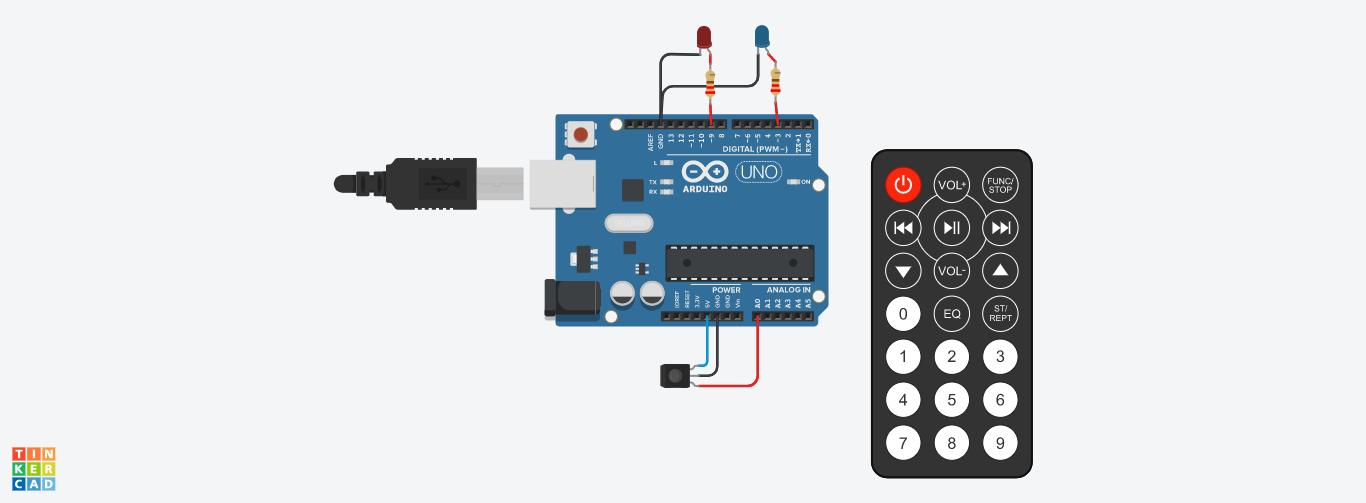 AREF GND 13 12 ~11 ~10 ~9 8 7 ~6 ~5 4 ~3 2 TX→1 RX←0
DIGITAL (PWM~)
L
TX
RX
ARDUINO
UNO
ON
POWER
ANALOG IN
IOREF RESET 3.3V 5V GND GND Vin A0 A1 A2 A3 A4 A5
VOL+
FUNC/
STOP
VOL-
0
EQ
ST/
REPT
1 2 3
4 5 6
7 8 9
TIN
KER
CAD